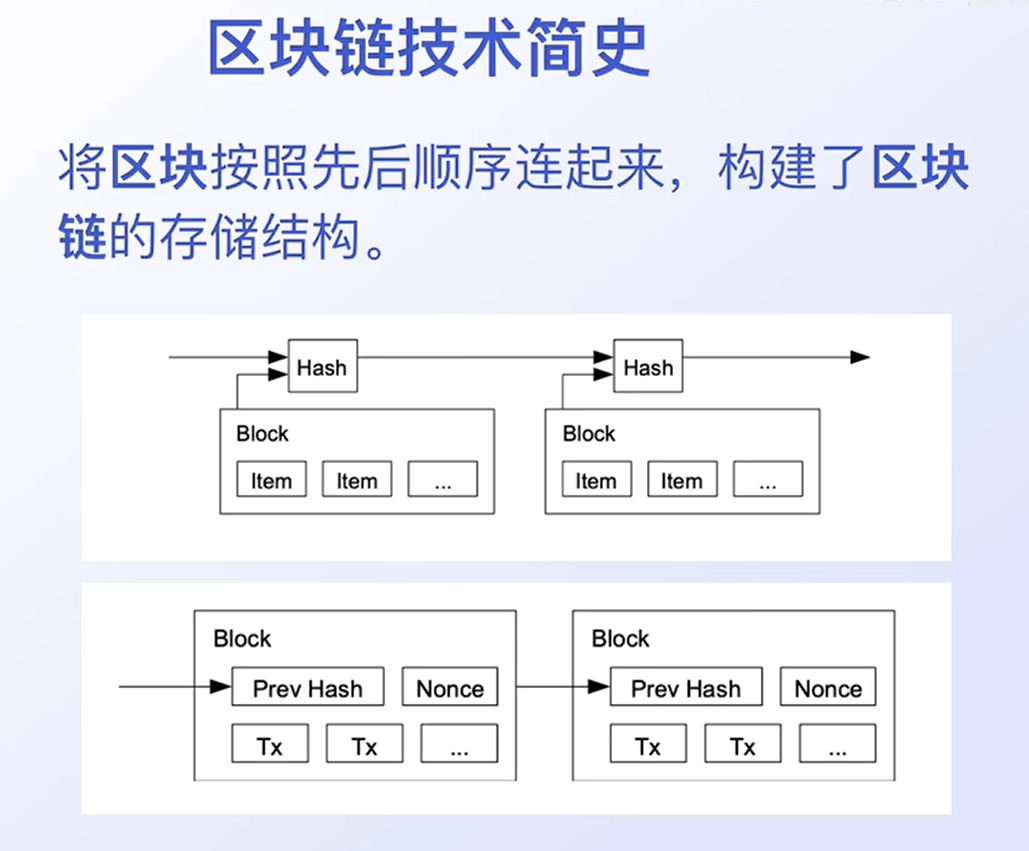 区块链技术简史
将区块按照先后顺序连起来，构建了区块
链的存储结构。
Hash Hash
Block Block
Item Item ... Item Item ...
Block Block
Prev Hash Nonce Prev Hash Nonce
Tx Tx ... Tx Tx ...